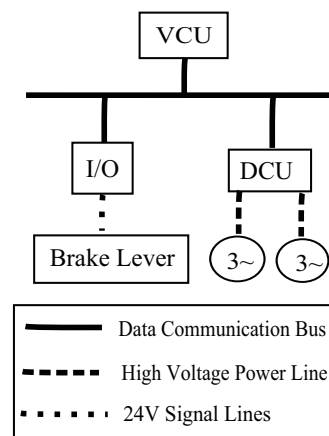 VCU
I/O
DCU
Brake Lever
3~
3~
Data Communication Bus
High Voltage Power Line
24V Signal Lines